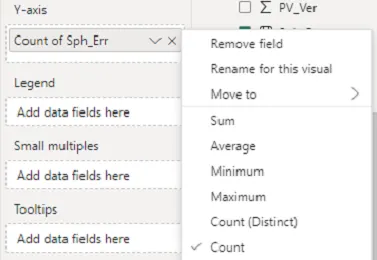 Y-axis
Σ PV_Ver
Count of Sph_Err
Remove field
Rename for this visual
Legend
Move to
Add data fields here
Sum
Small multiples
Average
Add data fields here
Minimum
Maximum
Tooltips
Count (Distinct)
Add data fields here
Count